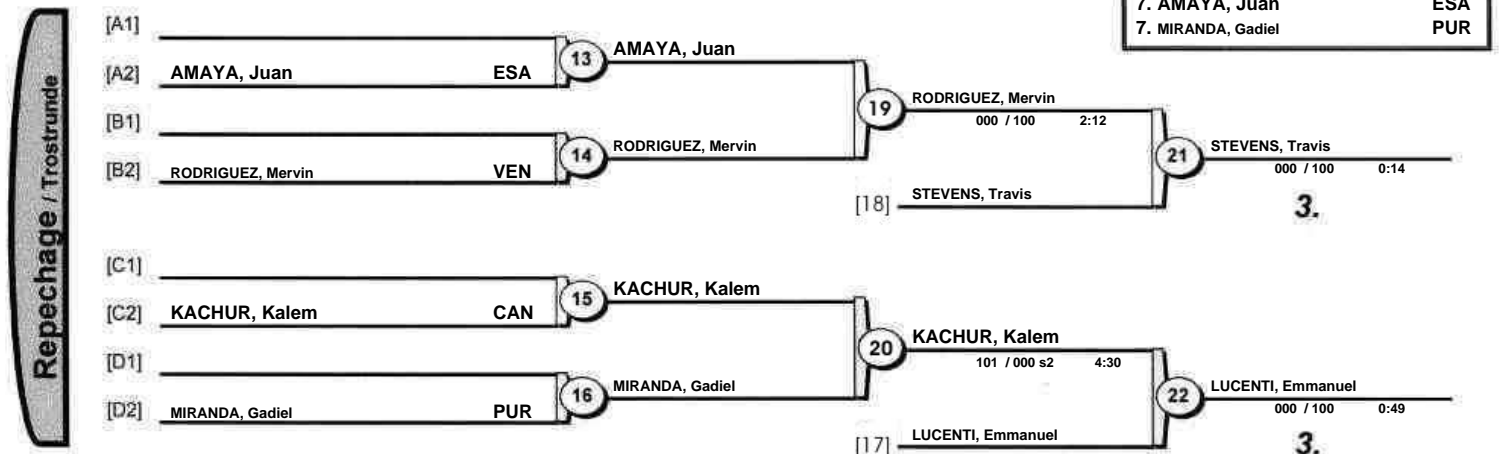 7. AMAYA, Juan ESA
7. MIRANDA, Gadiel PUR
Repechage / Trostrunde
[A1]
[A2] AMAYA, Juan ESA
13
AMAYA, Juan
[B1]
[B2] RODRIGUEZ, Mervin VEN
14
RODRIGUEZ, Mervin
19
RODRIGUEZ, Mervin
000 / 100 2:12
[18] STEVENS, Travis
21
STEVENS, Travis
000 / 100 0:14
3.
[C1]
[C2] KACHUR, Kalem CAN
15
KACHUR, Kalem
[D1]
[D2] MIRANDA, Gadiel PUR
16
MIRANDA, Gadiel
20
KACHUR, Kalem
101 / 000 s2 4:30
[17] LUCENTI, Emmanuel
22
LUCENTI, Emmanuel
000 / 100 0:49
3.